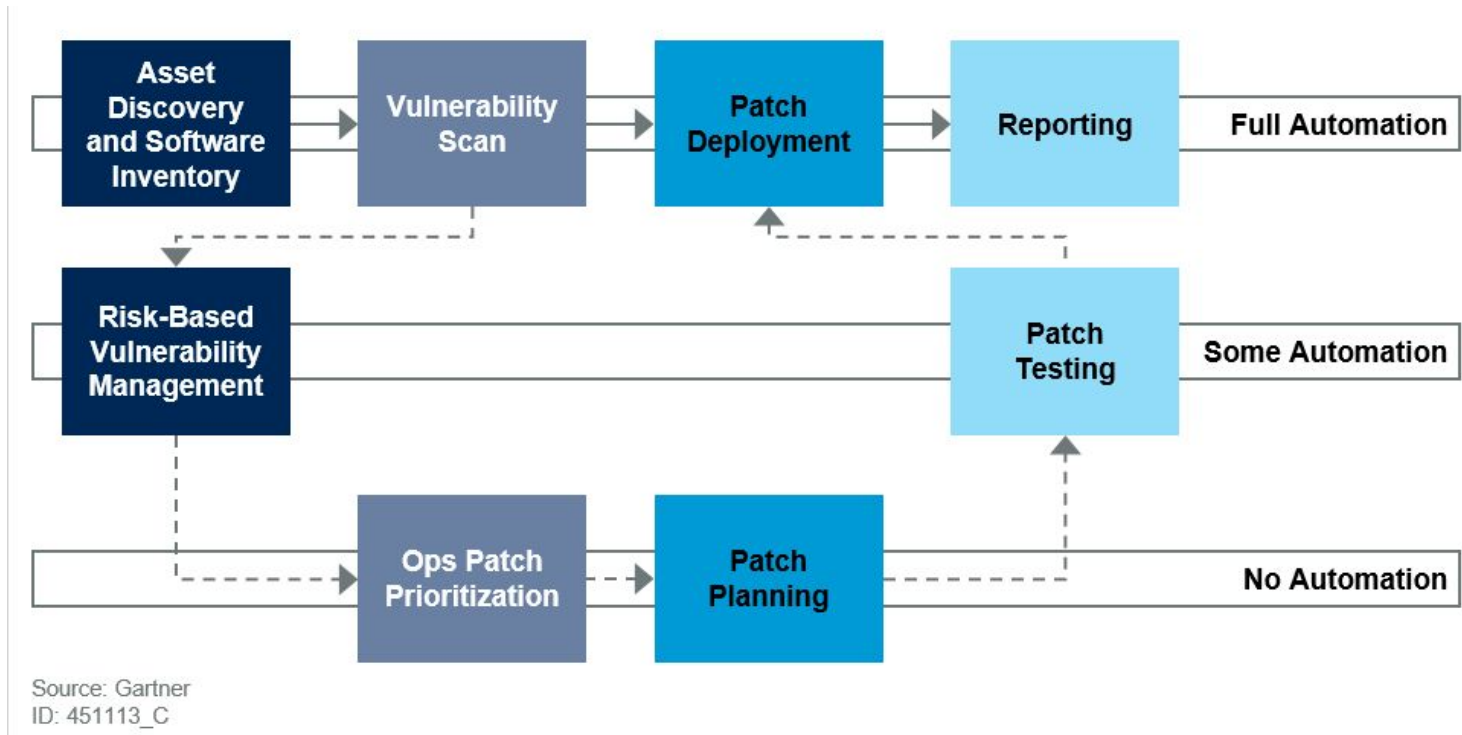 Asset
Discovery
and Software
Inventory
Vulnerability
Scan
Patch
Deployment
Reporting
Full Automation
Risk-Based
Vulnerability
Management
Patch
Testing
Some Automation
Ops Patch
Prioritization
Patch
Planning
No Automation
Source: Gartner
ID: 451113_C